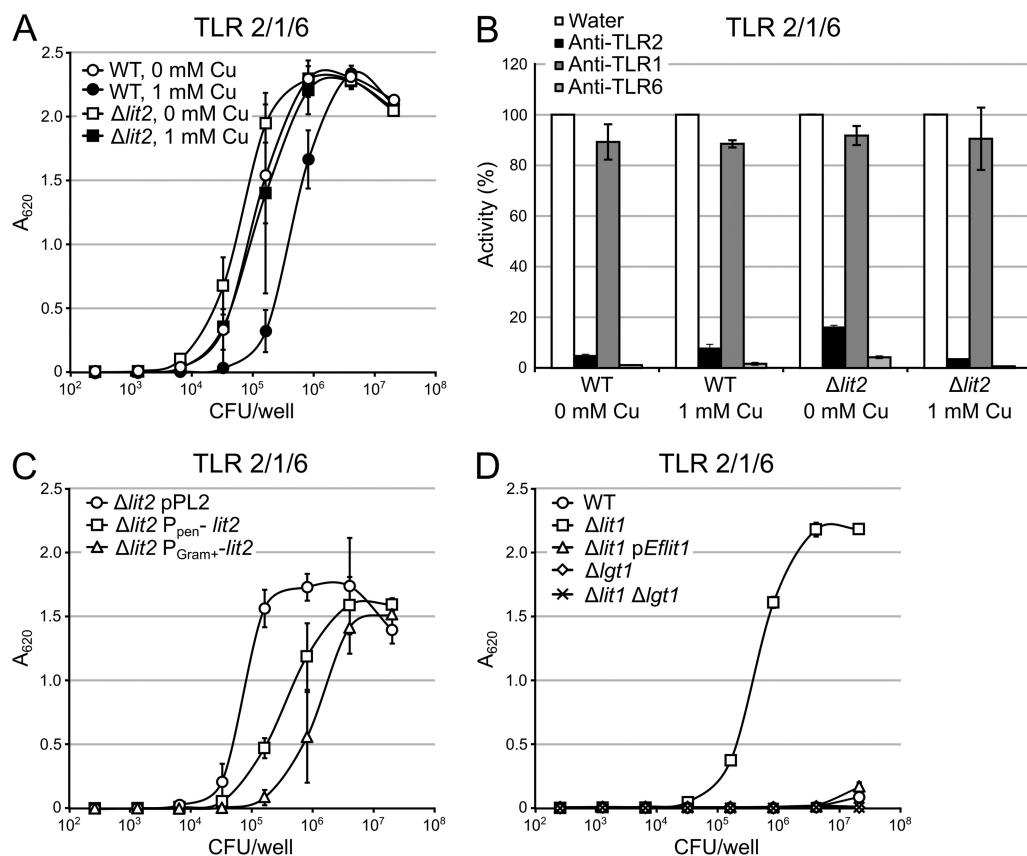 A
TLR 2/1/6
WT, 0 mM Cu
WT, 1 mM Cu
Δlit2, 0 mM Cu
Δlit2, 1 mM Cu
2.5
2.0
1.5
1.0
0.5
0
A620
10² 10³ 10⁴ 10⁵ 10⁶ 10⁷ 10⁸
CFU/well
B
TLR 2/1/6
Water
Anti-TLR2
Anti-TLR1
Anti-TLR6
120
100
80
60
40
20
0
Activity (%)
WT WT Δlit2 Δlit2
0 mM Cu 1 mM Cu 0 mM Cu 1 mM Cu
C
TLR 2/1/6
Δlit2 pPL2
Δlit2 Ppen- lit2
Δlit2 PGram+-lit2
2.5
2.0
1.5
1.0
0.5
0
A620
10² 10³ 10⁴ 10⁵ 10⁶ 10⁷ 10⁸
CFU/well
D
TLR 2/1/6
WT
Δlit1
Δlit1 pEflit1
Δlgt1
Δlit1 Δlgt1
2.5
2.0
1.5
1.0
0.5
0
A620
10² 10³ 10⁴ 10⁵ 10⁶ 10⁷ 10⁸
CFU/well